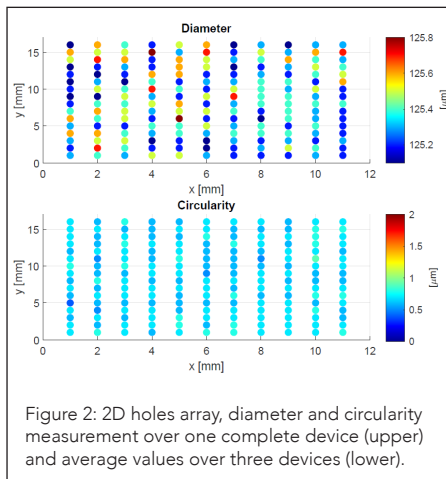 Diameter
15
10
5
0
y [mm]
0 2 4 6 8 10 12
x [mm]
125.8
125.6
125.4
125.2
[μm]
Circularity
15
10
5
0
y [mm]
0 2 4 6 8 10 12
x [mm]
2
1.5
1
0.5
0
[μm]
Figure 2: 2D holes array, diameter and circularity
measurement over one complete device (upper)
and average values over three devices (lower).